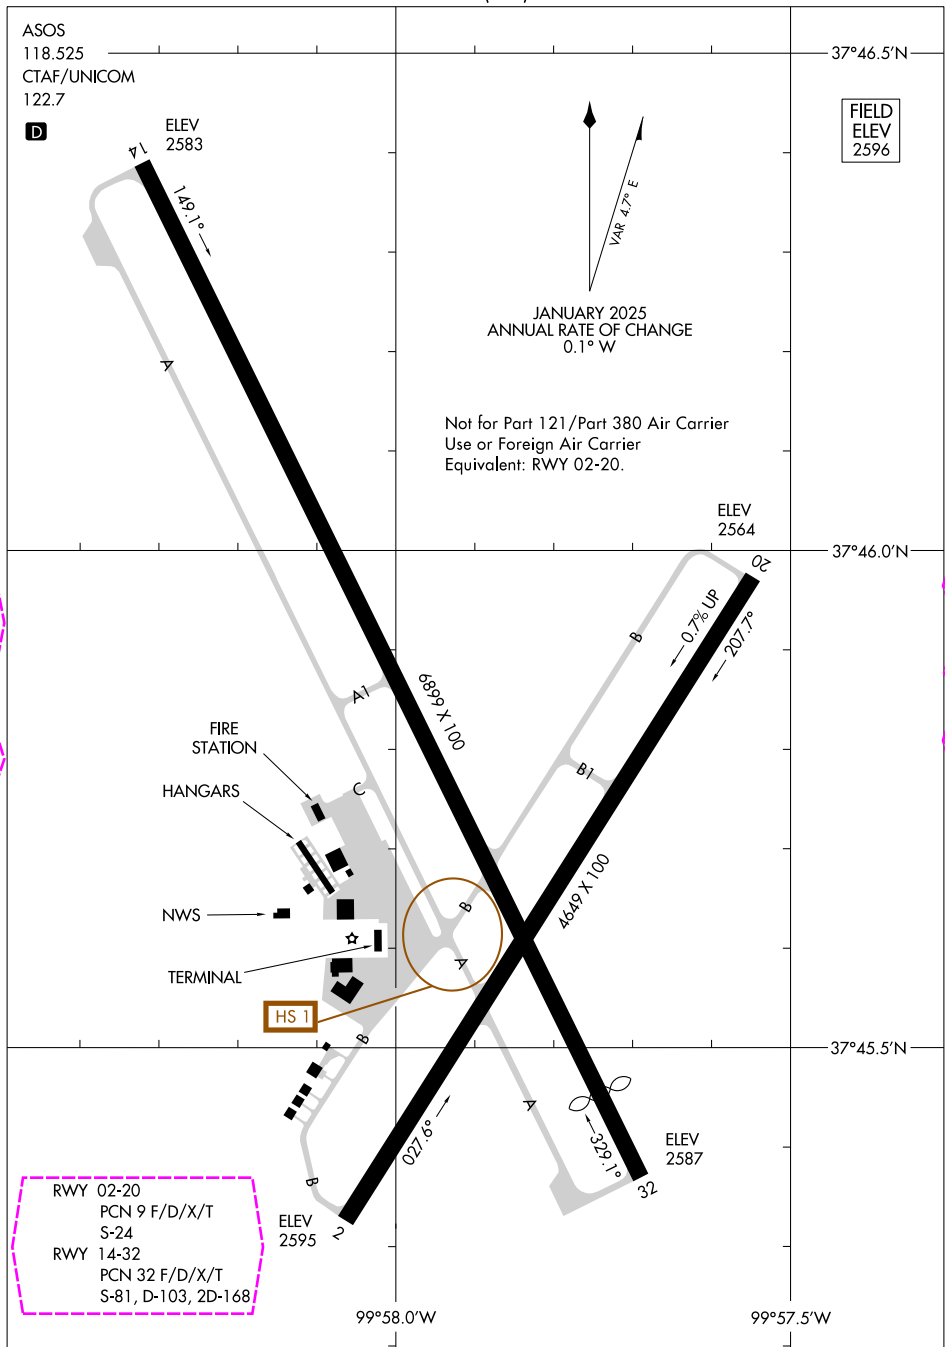 ASOS
118.525
CTAF/UNICOM
122.7
D
37°46.5'N
FIELD
ELEV
2596
ELEV
2583
14
149.1°
VAR 4.7° E
JANUARY 2025
ANNUAL RATE OF CHANGE
0.1° W
A
Not for Part 121/Part 380 Air Carrier
Use or Foreign Air Carrier
Equivalent: RWY 02-20.
ELEV
2564
37°46.0'N
20
0.7% UP
207.7°
B
A1
6899 X 100
FIRE
STATION
B1
HANGARS
C
4649 X 100
NWS
B
A
TERMINAL
HS 1
B
37°45.5'N
A
027.6°
329.1°
ELEV
2587
32
B
ELEV
2595
2
RWY 02-20
PCN 9 F/D/X/T
S-24
RWY 14-32
PCN 32 F/D/X/T
S-81, D-103, 2D-168
99°58.0'W
99°57.5'W